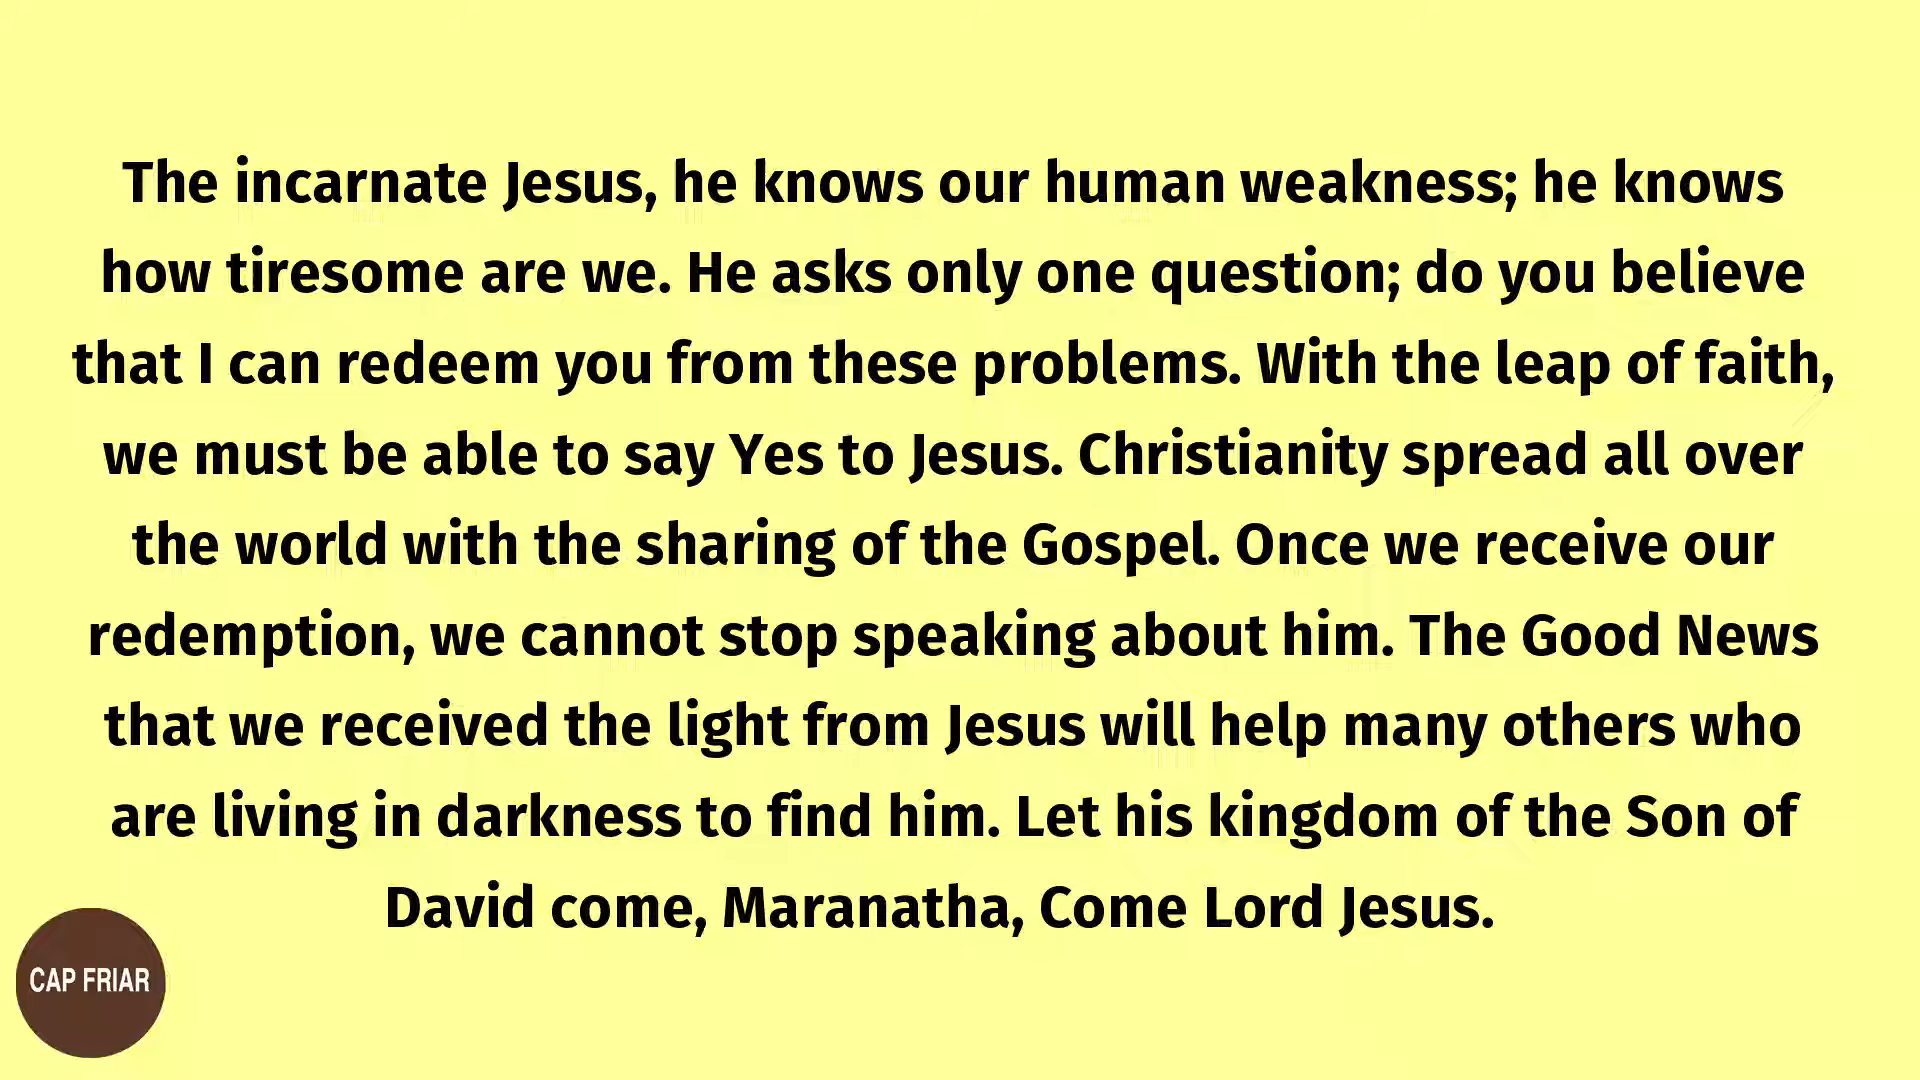 The incarnate Jesus, he knows our human weakness; he knows
how tiresome are we. He asks only one question; do you believe
that I can redeem you from these problems. With the leap of faith,
we must be able to say Yes to Jesus. Christianity spread all over
the world with the sharing of the Gospel. Once we receive our
redemption, we cannot stop speaking about him. The Good News
that we received the light from Jesus will help many others who
are living in darkness to find him. Let his kingdom of the Son of
David come, Maranatha, Come Lord Jesus.
CAP FRIAR